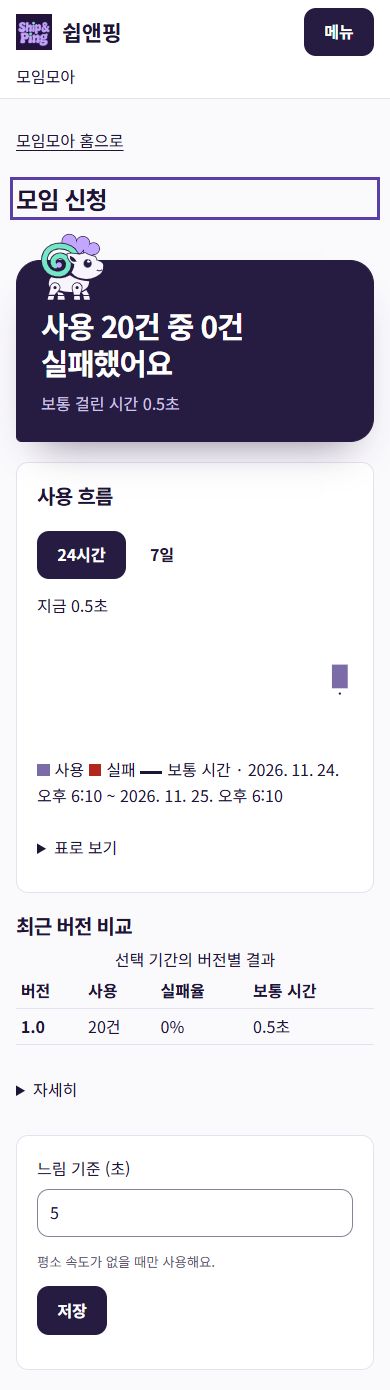 Ship&
Ping
쉽앤핑
메뉴
모임모아
모임모아 홈으로
모임 신청
사용 20건 중 0건
실패했어요
보통 걸린 시간 0.5초
사용 흐름
24시간
7일
지금 0.5초
사용 실패 보통 시간 · 2026. 11. 24.
오후 6:10 ~ 2026. 11. 25. 오후 6:10
▶ 표로 보기
최근 버전 비교
선택 기간의 버전별 결과
버전 사용 실패율 보통 시간
1.0 20건 0% 0.5초
▶ 자세히
느림 기준 (초)
5
평소 속도가 없을 때만 사용해요.
저장